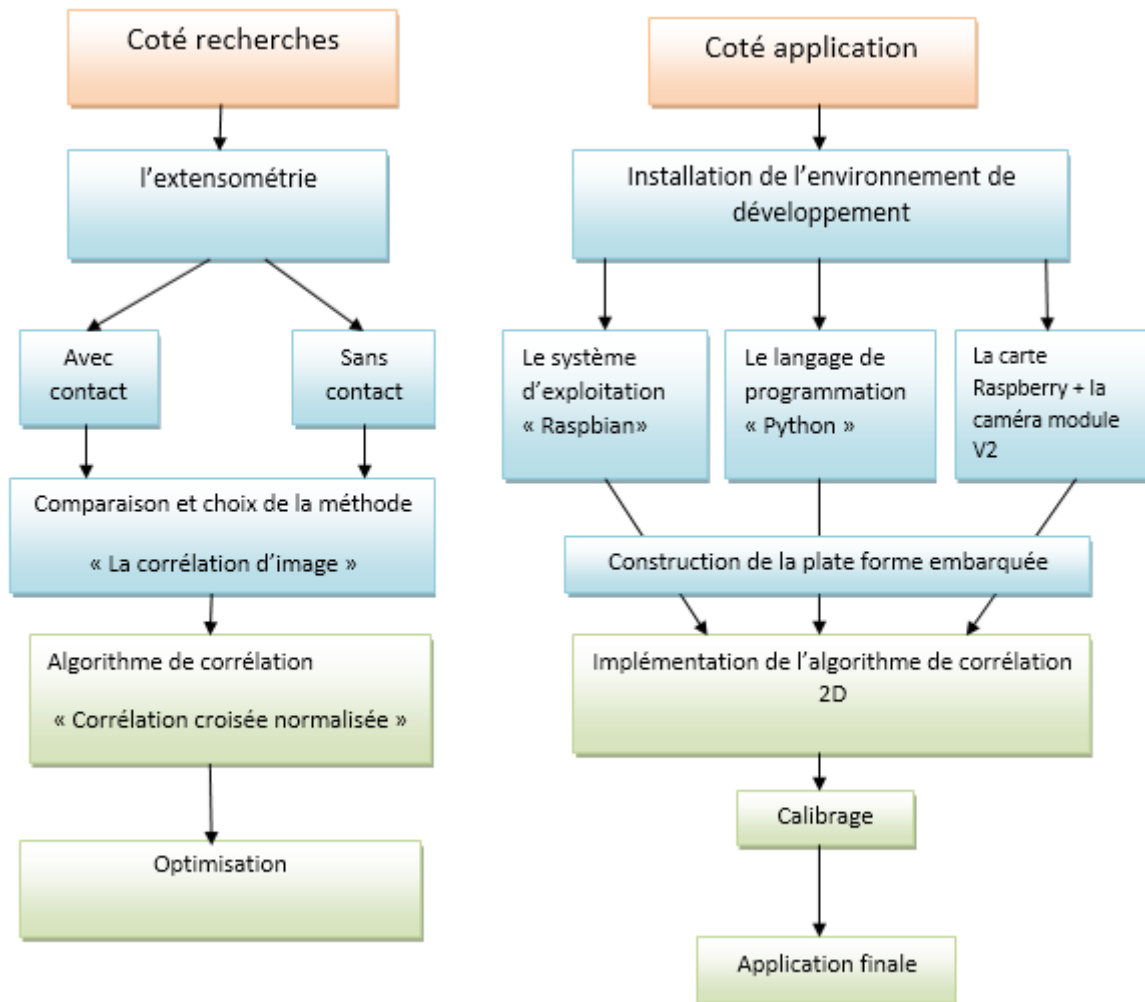 Coté recherches
l'extensométrie
Avec
contact
Sans
contact
Comparaison et choix de la méthode
« La corrélation d'image »
Algorithme de corrélation
« Corrélation croisée normalisée »
Optimisation
Coté application
Installation de l'environnement de
développement
Le système
d'exploitation
« Raspbian»
Le langage de
programmation
« Python »
La carte
Raspberry + la
caméra module
V2
Construction de la plate forme embarquée
Implémentation de l'algorithme de corrélation
2D
Calibrage
Application finale